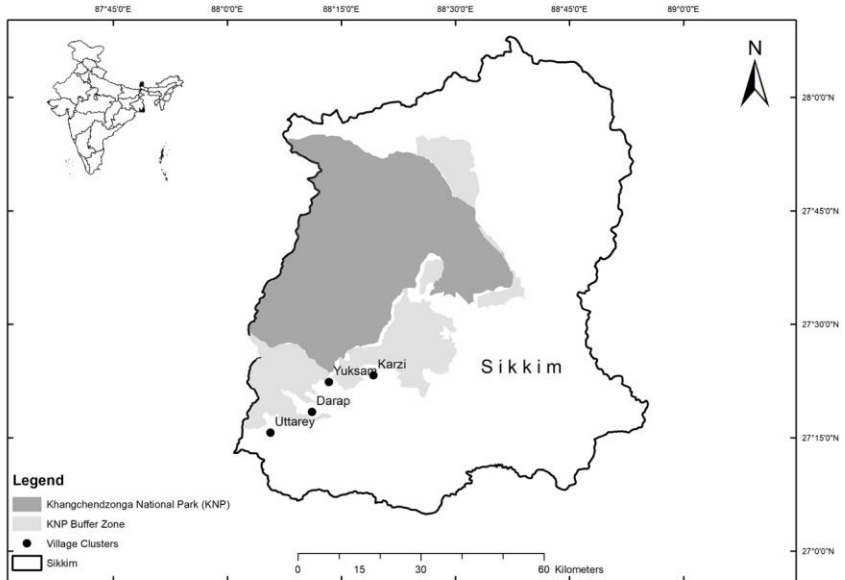 87°45'0"E 88°0'0"E 88°15'0"E 88°30'0"E 88°45'0"E 89°0'0"E
N
28°0'0"N
27°45'0"N
27°30'0"N
Sikkim
Karzi
Yuksam
Darap
Uttarey
27°15'0"N
Legend
Khangchendzonga National Park (KNP)
KNP Buffer Zone
Village Clusters
Sikkim
27°0'0"N
0 15 30 60 Kilometers